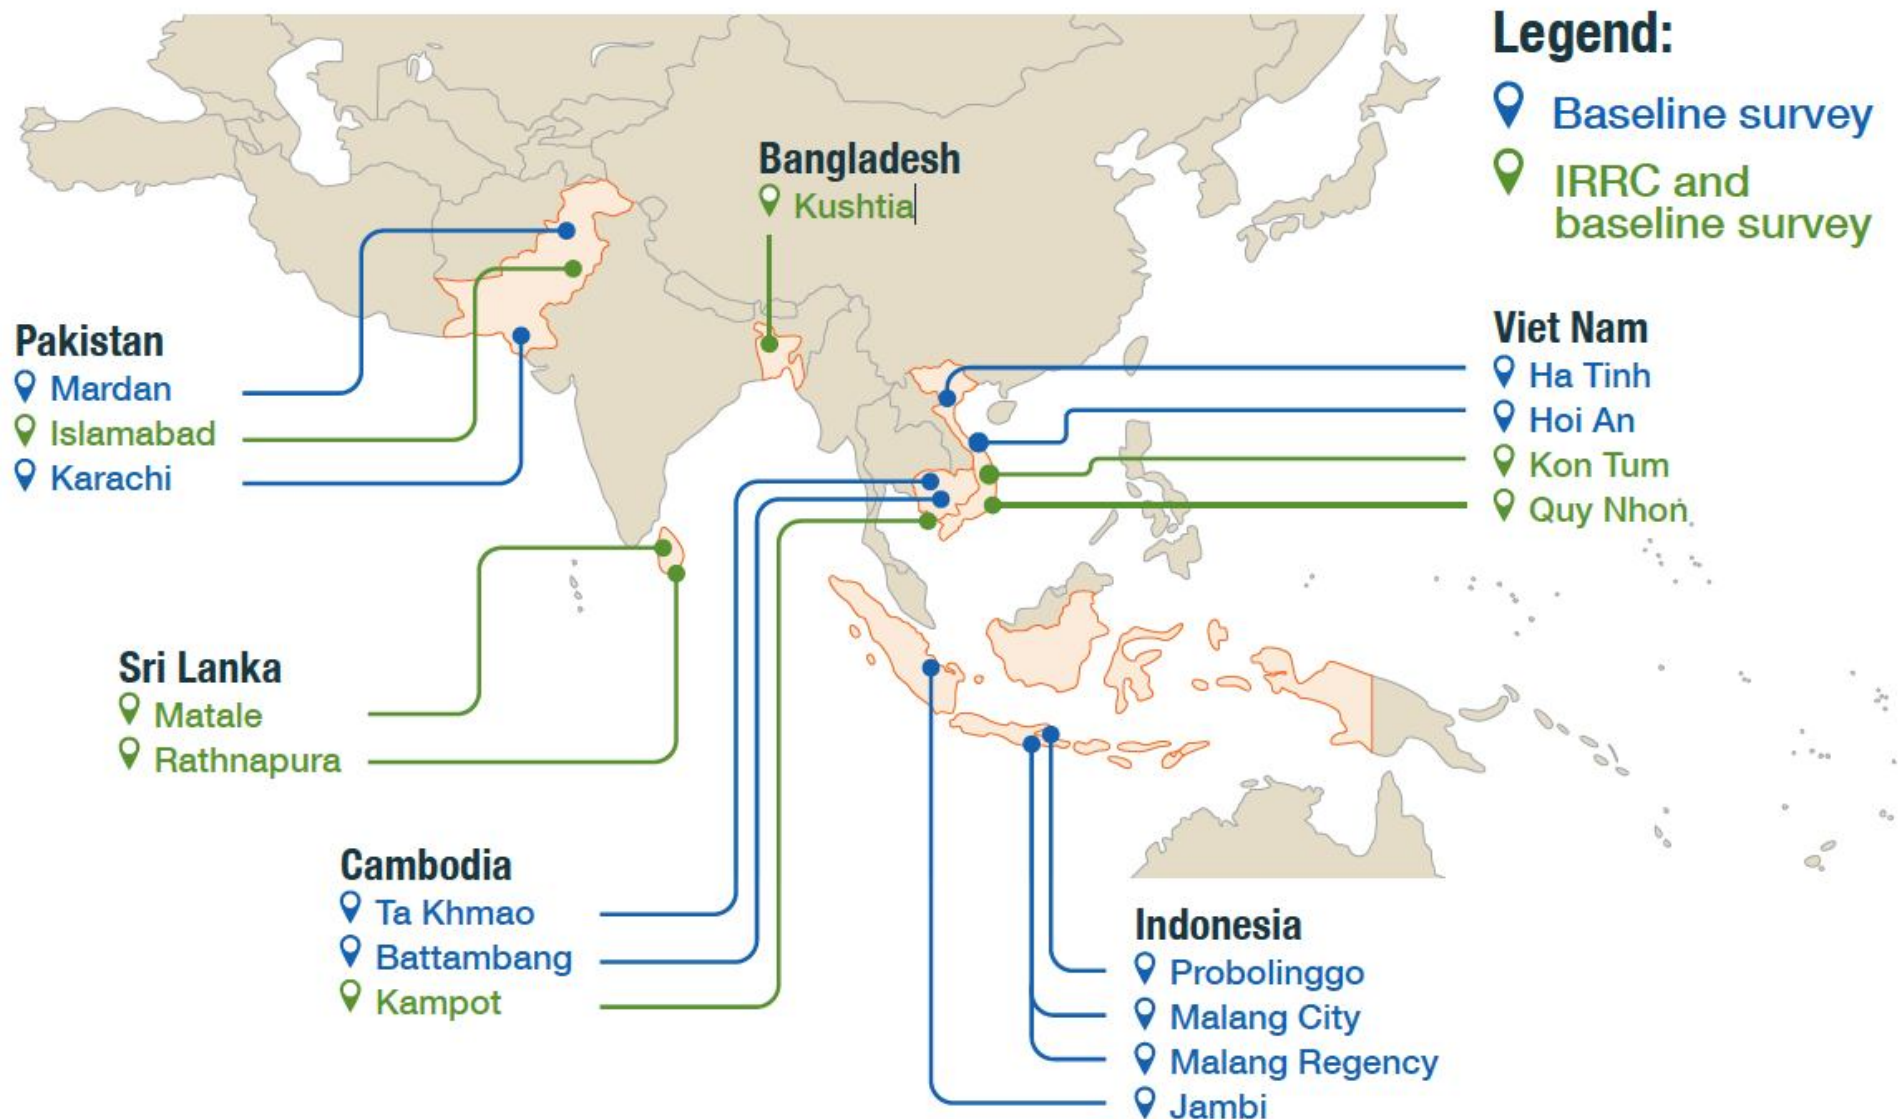 Legend:
Baseline survey
IRRC and
baseline survey
Bangladesh
Kushtia
Pakistan
Mardan
Islamabad
Karachi
Viet Nam
Ha Tinh
Hoi An
Kon Tum
Quy Nhon
Sri Lanka
Matale
Rathnapura
Cambodia
Ta Khmao
Battambang
Kampot
Indonesia
Probolinggo
Malang City
Malang Regency
Jambi